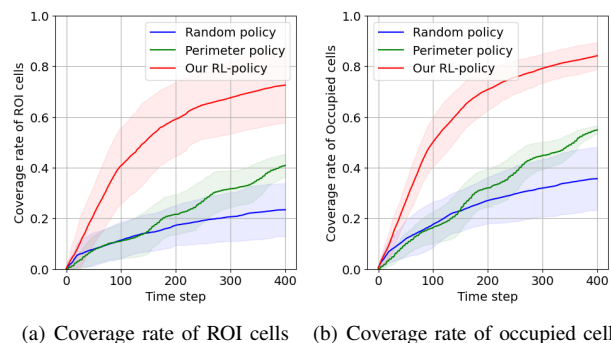 Random policy
Perimeter policy
Our RL-policy
Coverage rate of ROI cells
1.0
0.8
0.6
0.4
0.2
0.0
0 100 200 300 400
Time step
(a) Coverage rate of ROI cells
Random policy
Perimeter policy
Our RL-policy
Coverage rate of Occupied cells
1.0
0.8
0.6
0.4
0.2
0.0
0 100 200 300 400
Time step
(b) Coverage rate of occupied cell